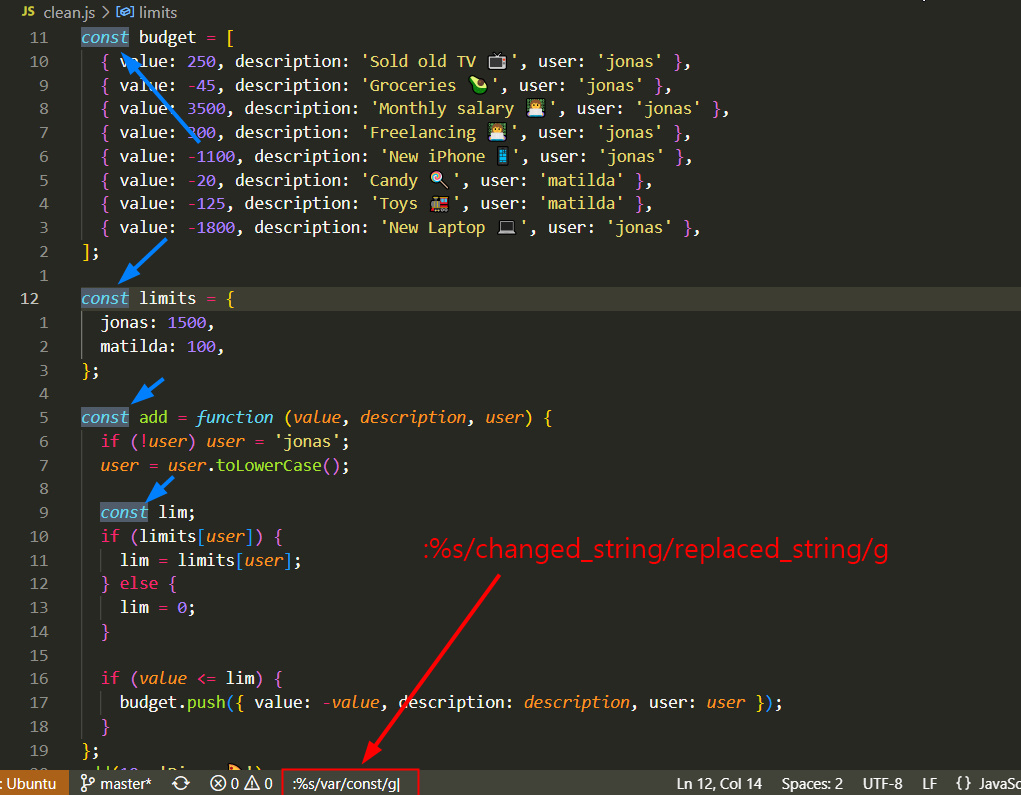 JS clean.js > limits
11 const budget = [
10 { value: 250, description: 'Sold old TV 📺', user: 'jonas' },
9 { value: -45, description: 'Groceries 🥑', user: 'jonas' },
8 { value: 3500, description: 'Monthly salary 👩‍💻', user: 'jonas' },
7 { value: 300, description: 'Freelancing 👩‍💻', user: 'jonas' },
6 { value: -1100, description: 'New iPhone 📱', user: 'jonas' },
5 { value: -20, description: 'Candy 🍭', user: 'matilda' },
4 { value: -125, description: 'Toys 🚂', user: 'matilda' },
3 { value: -1800, description: 'New Laptop 💻', user: 'jonas' },
2 ];
1
12 const limits = {
1 jonas: 1500,
2 matilda: 100,
3 };
4
5 const add = function (value, description, user) {
6 if (!user) user = 'jonas';
7 user = user.toLowerCase();
8
9 const lim;
10 if (limits[user]) {
:%s/changed_string/replaced_string/g
11 lim = limits[user];
12 } else {
13 lim = 0;
14 }
15
16 if (value <= lim) {
17 budget.push({ value: -value, description: description, user: user });
18 }
19 };
: Ubuntu master* 0 0 :%s/var/const/g Ln 12, Col 14 Spaces: 2 UTF-8 LF {} JavaSc